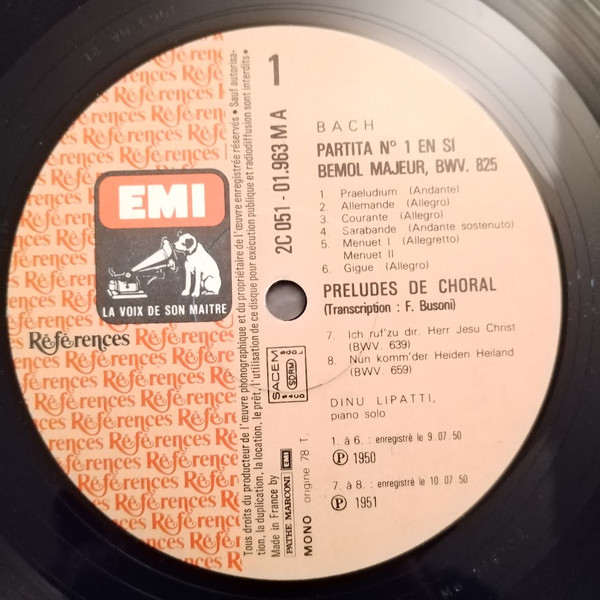 Références
EMI
LA VOIX DE SON MAITRE
Références
Tous droits du producteur de l'œuvre phonographique et du propriétaire de l'œuvre enregistrée réservés • Sauf autorisa-
tion, la duplication, la location, le prêt, l'utilisation de ce disque pour exécution publique et radiodiffusion sont interdits •
Made in France by
PATHE MARCONI EMI
1
2C 051 - 01.963 M A
SACEM
SDRM
MONO origine 78 T.
BACH
PARTITA N° 1 EN SI
BEMOL MAJEUR, BWV. 825
1. Praeludium (Andante)
2. Allemande (Allegro)
3. Courante (Allegro)
4. Sarabande (Andante sostenuto)
5. Menuet I (Allegretto)
Menuet II
6. Gigue (Allegro)
PRELUDES DE CHORAL
(Transcription : F. Busoni)
7. Ich ruf'zu dir. Herr Jesu Christ
(BWV. 639)
8. Nun komm'der Heiden Heiland
(BWV. 659)
DINU LIPATTI,
piano solo
1. à 6. : enregistré le 9.07.50
℗ 1950
7. à 8. : enregistré le 10.07.50
℗ 1951